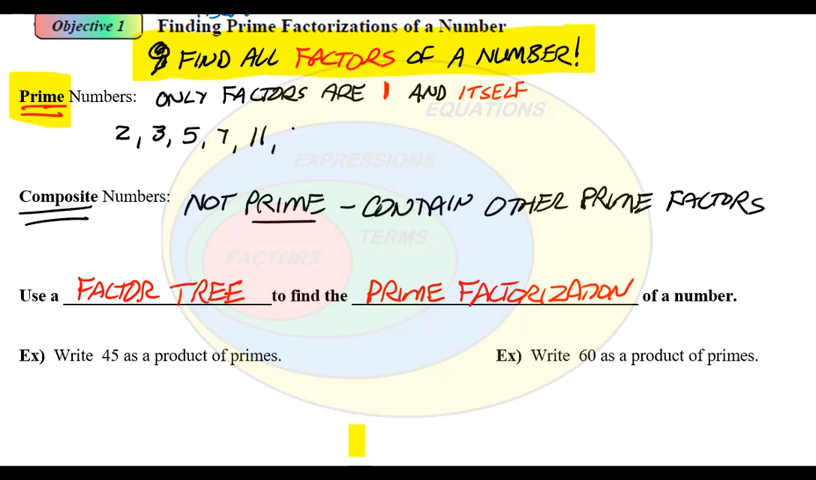 Objective 1 Finding Prime Factorizations of a Number
FIND ALL FACTORS OF A NUMBER!
Prime Numbers: ONLY FACTORS ARE 1 AND ITSELF
EQUATIONS
2, 3, 5, 7, 11,
EXPRESSIONS
Composite Numbers: NOT PRIME - CONTAIN OTHER PRIME FACTORS
TERMS
FACTORS
Use a FACTOR TREE to find the PRIME FACTORIZATION of a number.
Ex) Write 45 as a product of primes. Ex) Write 60 as a product of primes.